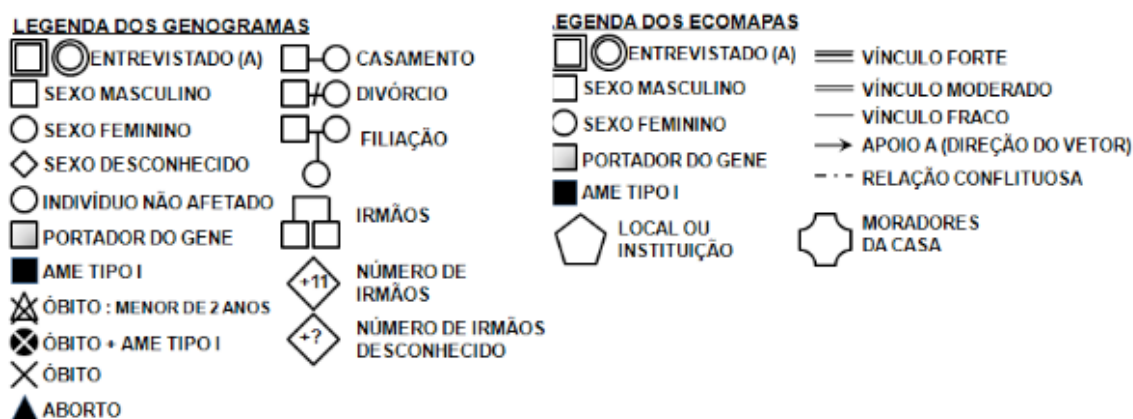 LEGENDA DOS GENOGRAMAS
ENTREVISTADO (A)
SEXO MASCULINO
SEXO FEMININO
SEXO DESCONHECIDO
INDIVÍDUO NÃO AFETADO
PORTADOR DO GENE
AME TIPO I
ÓBITO : MENOR DE 2 ANOS
ÓBITO + AME TIPO I
ÓBITO
ABORTO
CASAMENTO
DIVÓRCIO
FILIAÇÃO
IRMÃOS
+11
NÚMERO DE
IRMÃOS
+?
NÚMERO DE IRMÃOS
DESCONHECIDO
EGENDA DOS ECOMAPAS
ENTREVISTADO (A)
SEXO MASCULINO
SEXO FEMININO
PORTADOR DO GENE
AME TIPO I
LOCAL OU
INSTITUIÇÃO
VÍNCULO FORTE
VÍNCULO MODERADO
VÍNCULO FRACO
APOIO A (DIREÇÃO DO VETOR)
RELAÇÃO CONFLITUOSA
MORADORES
DA CASA